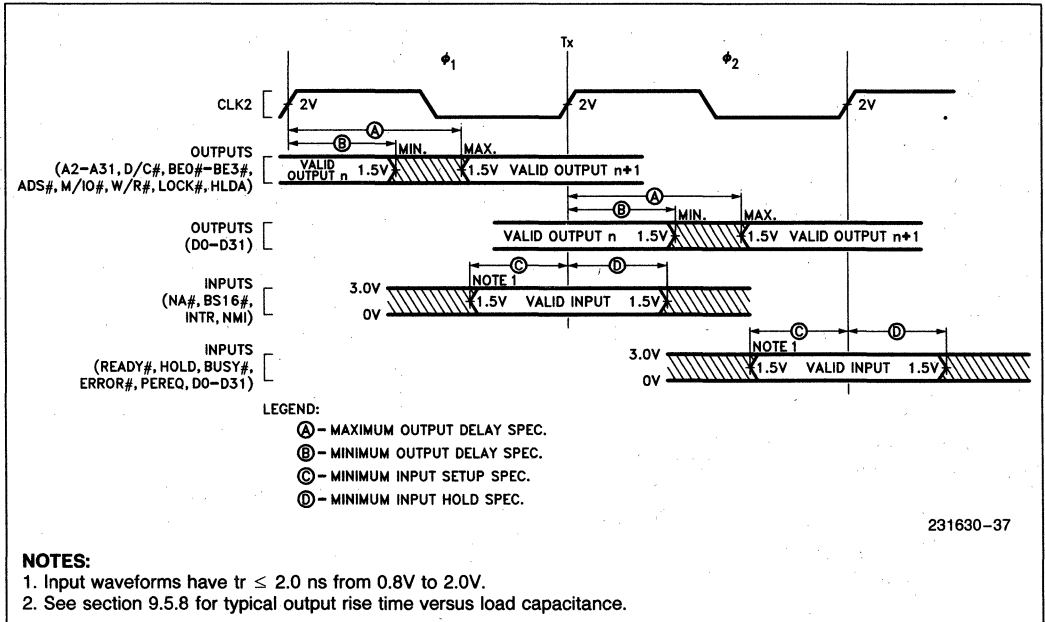 Tx
ϕ1 ϕ2
CLK2 2V 2V 2V
A A
B B
OUTPUTS
(A2-A31, D/C#, BE0#-BE3#,
ADS#, M/IO#, W/R#, LOCK#, HLDA)
MIN. MAX.
VALID
OUTPUT n 1.5V 1.5V VALID OUTPUT n+1
OUTPUTS
(D0-D31)
MIN. MAX.
VALID OUTPUT n 1.5V 1.5V VALID OUTPUT n+1
INPUTS
(NA#, BS16#,
INTR, NMI)
C D
NOTE 1
3.0V
0V
1.5V VALID INPUT 1.5V
INPUTS
(READY#, HOLD, BUSY#,
ERROR#, PEREQ, D0-D31)
C D
NOTE 1
3.0V
0V
1.5V VALID INPUT 1.5V
LEGEND:
A - MAXIMUM OUTPUT DELAY SPEC.
B - MINIMUM OUTPUT DELAY SPEC.
C - MINIMUM INPUT SETUP SPEC.
D - MINIMUM INPUT HOLD SPEC.
231630-37
NOTES:
1. Input waveforms have tr ≤ 2.0 ns from 0.8V to 2.0V.
2. See section 9.5.8 for typical output rise time versus load capacitance.